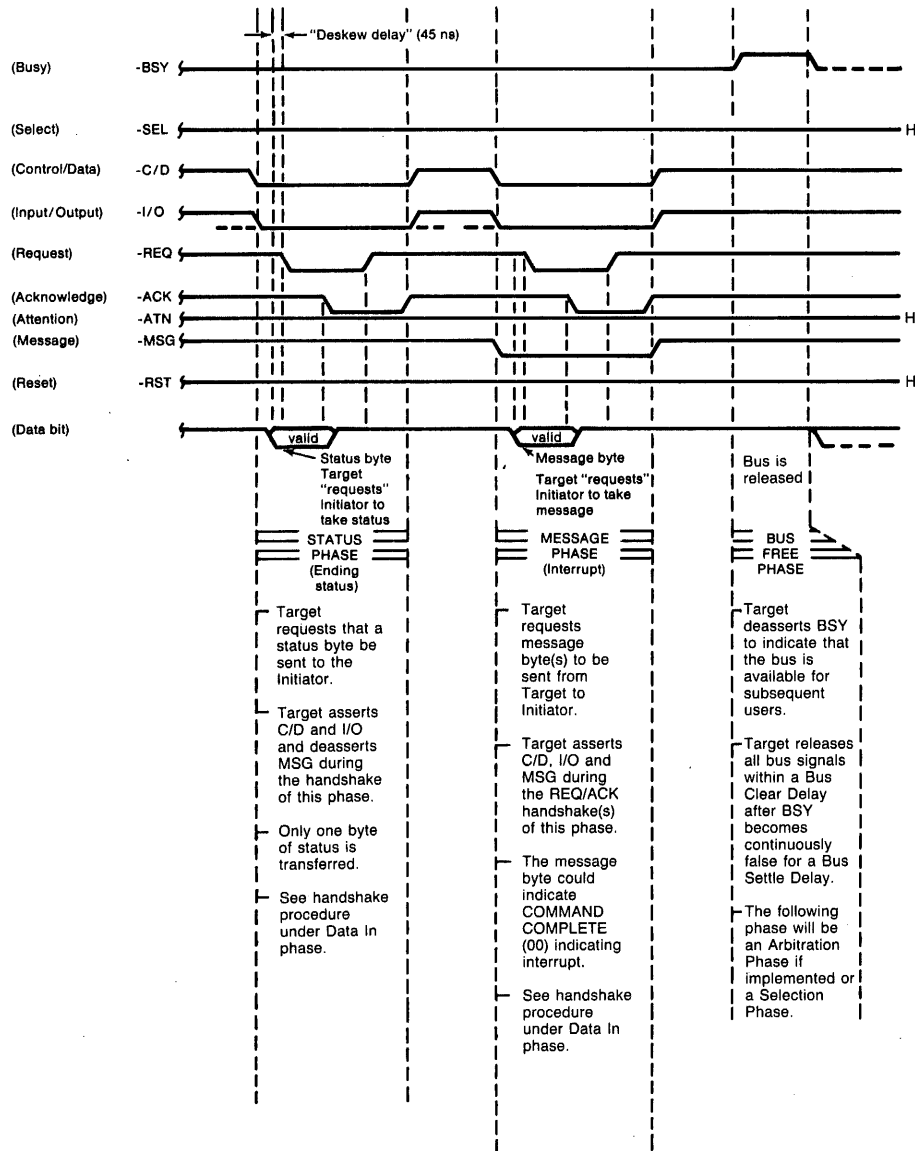 "Deskew delay" (45 ns)
(Busy) -BSY
(Select) -SEL H
(Control/Data) -C/D
(Input/Output) -I/O
(Request) -REQ
(Acknowledge) -ACK
(Attention) -ATN H
(Message) -MSG
(Reset) -RST H
(Data bit)
valid
valid
Status byte
Target
"requests"
Initiator to
take status
Message byte
Target "requests"
Initiator to take
message
Bus is
released
STATUS
PHASE
(Ending
status)
MESSAGE
PHASE
(Interrupt)
BUS
FREE
PHASE
Target
requests that a
status byte be
sent to the
Initiator.
Target asserts
C/D and I/O
and deasserts
MSG during
the handshake
of this phase.
Only one byte
of status is
transferred.
See handshake
procedure
under Data In
phase.
Target
requests
message
byte(s) to be
sent from
Target to
Initiator.
Target asserts
C/D, I/O and
MSG during
the REQ/ACK
handshake(s)
of this phase.
The message
byte could
indicate
COMMAND
COMPLETE
(00) indicating
interrupt.
See handshake
procedure
under Data In
phase.
Target
deasserts BSY
to indicate that
the bus is
available for
subsequent
users.
Target releases
all bus signals
within a Bus
Clear Delay
after BSY
becomes
continuously
false for a Bus
Settle Delay.
The following
phase will be
an Arbitration
Phase if
implemented or
a Selection
Phase.